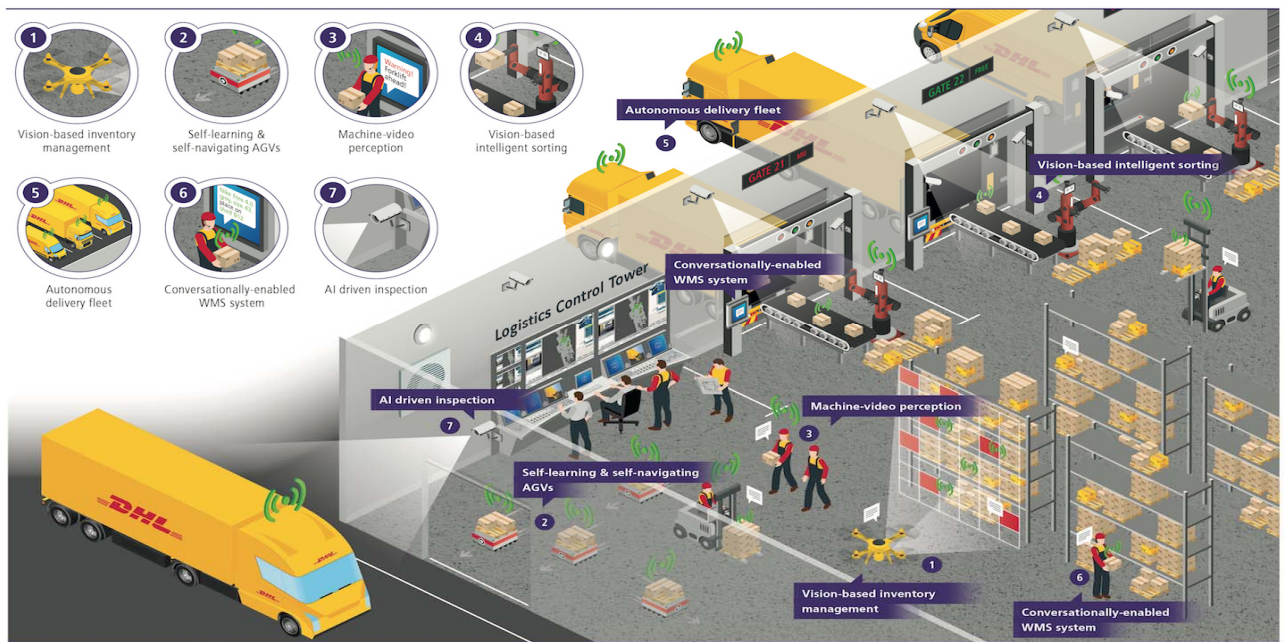 1
2
3
4
Warning!
Forklift
ahead!
Vision-based inventory
management
Self-learning &
self-navigating AGVs
Machine-video
perception
Vision-based
intelligent sorting
5
6
7
DHL
place
Autonomous
delivery fleet
Conversationally-enabled
WMS system
AI driven inspection
DHL
Autonomous delivery fleet
5
GATE 22 FREE
GATE 21
Vision-based intelligent sorting
4
DHL
Conversationally-enabled
WMS system
Logistics Control Tower
AI driven inspection
7
Machine-video perception
3
Self-learning & self-navigating
AGVs
2
DHL
1
Vision-based inventory
management
6
Conversationally-enabled
WMS system